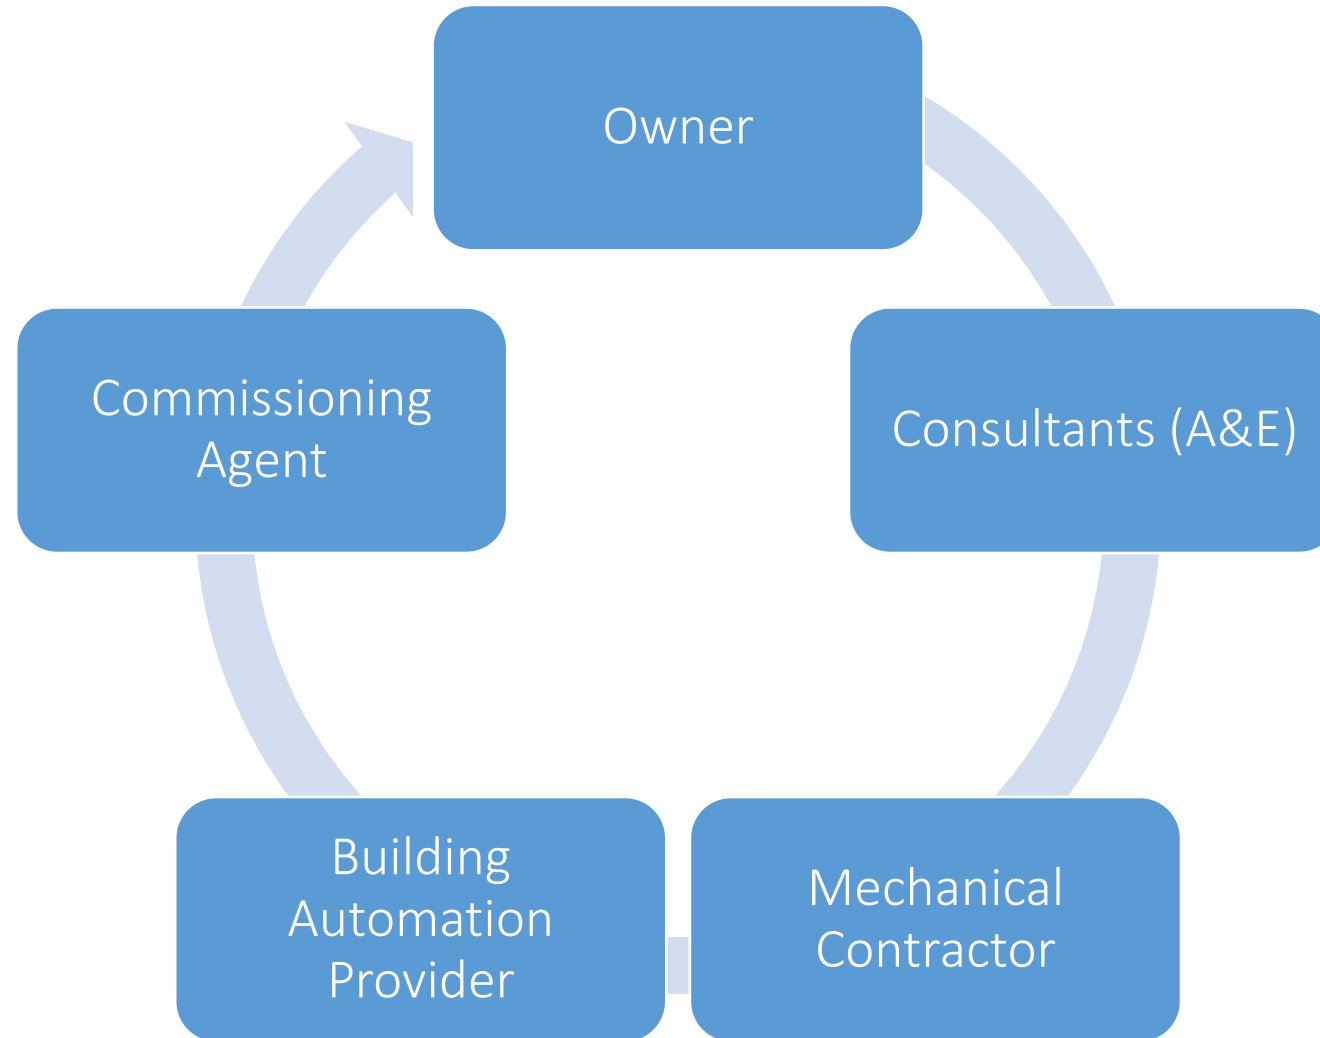 Owner
Consultants (A&E)
Mechanical
Contractor
Building
Automation
Provider
Commissioning
Agent